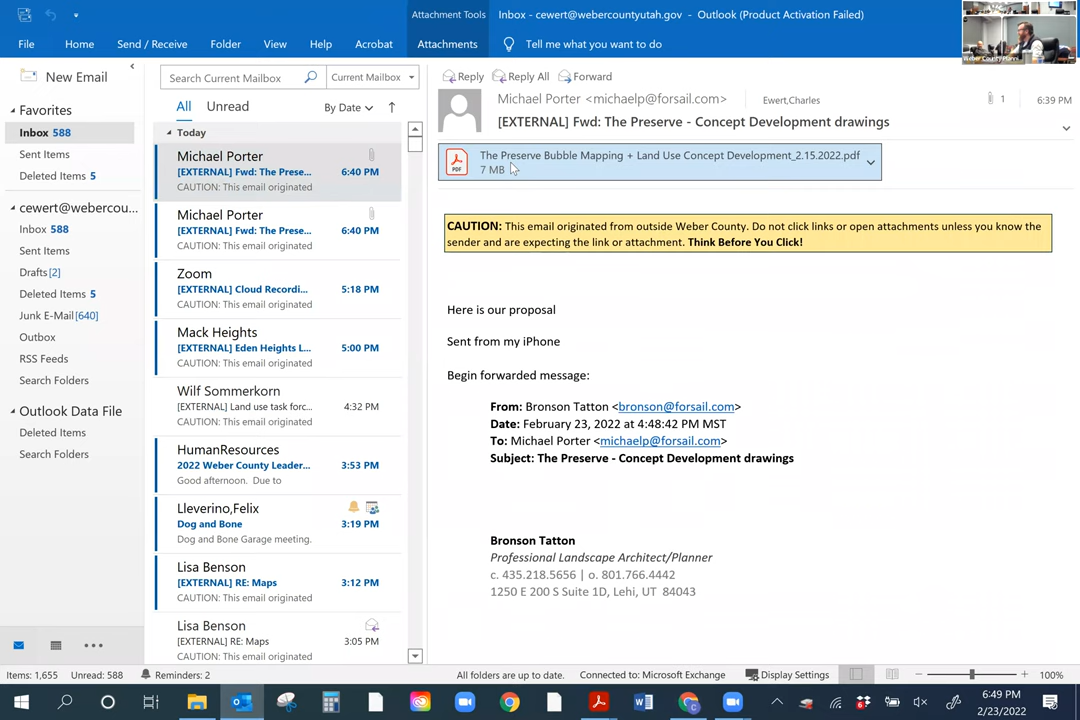 Attachment Tools
Inbox - cewert@webercountyutah.gov - Outlook (Product Activation Failed)
File Home Send / Receive Folder View Help Acrobat Attachments Tell me what you want to do
New Email
Favorites
Inbox 588
Sent Items
Deleted Items 5
cewert@webercou...
Inbox 588
Sent Items
Drafts [2]
Deleted Items 5
Junk E-Mail [640]
Outbox
RSS Feeds
Search Folders
Outlook Data File
Deleted Items
Search Folders
Search Current Mailbox Current Mailbox
All Unread By Date
Today
Michael Porter
[EXTERNAL] Fwd: The Prese... 6:40 PM
CAUTION: This email originated
Michael Porter
[EXTERNAL] Fwd: The Prese... 6:40 PM
CAUTION: This email originated
Zoom
[EXTERNAL] Cloud Recordi... 5:18 PM
CAUTION: This email originated
Mack Heights
[EXTERNAL] Eden Heights L... 5:00 PM
CAUTION: This email originated
Wilf Sommerkorn
[EXTERNAL] Land use task forc... 4:32 PM
CAUTION: This email originated
HumanResources
2022 Weber County Leader... 3:53 PM
Good afternoon. Due to
Lleverino,Felix
Dog and Bone 3:19 PM
Dog and Bone Garage meeting.
Lisa Benson
[EXTERNAL] RE: Maps 3:12 PM
CAUTION: This email originated
Lisa Benson
[EXTERNAL] RE: Maps 3:05 PM
CAUTION: This email originated
Reply Reply All Forward
Michael Porter <michaelp@forsail.com> Ewert,Charles 1 6:39 PM
[EXTERNAL] Fwd: The Preserve - Concept Development drawings
PDF
The Preserve Bubble Mapping + Land Use Concept Development_2.15.2022.pdf
7 MB
CAUTION: This email originated from outside Weber County. Do not click links or open attachments unless you know the
sender and are expecting the link or attachment. Think Before You Click!
Here is our proposal
Sent from my iPhone
Begin forwarded message:
From: Bronson Tatton <bronson@forsail.com>
Date: February 23, 2022 at 4:48:42 PM MST
To: Michael Porter <michaelp@forsail.com>
Subject: The Preserve - Concept Development drawings
Bronson Tatton
Professional Landscape Architect/Planner
c. 435.218.5656 | o. 801.766.4442
1250 E 200 S Suite 1D, Lehi, UT 84043
Items: 1,655 Unread: 588 Reminders: 2 All folders are up to date. Connected to: Microsoft Exchange Display Settings 100%
6:49 PM
2/23/2022